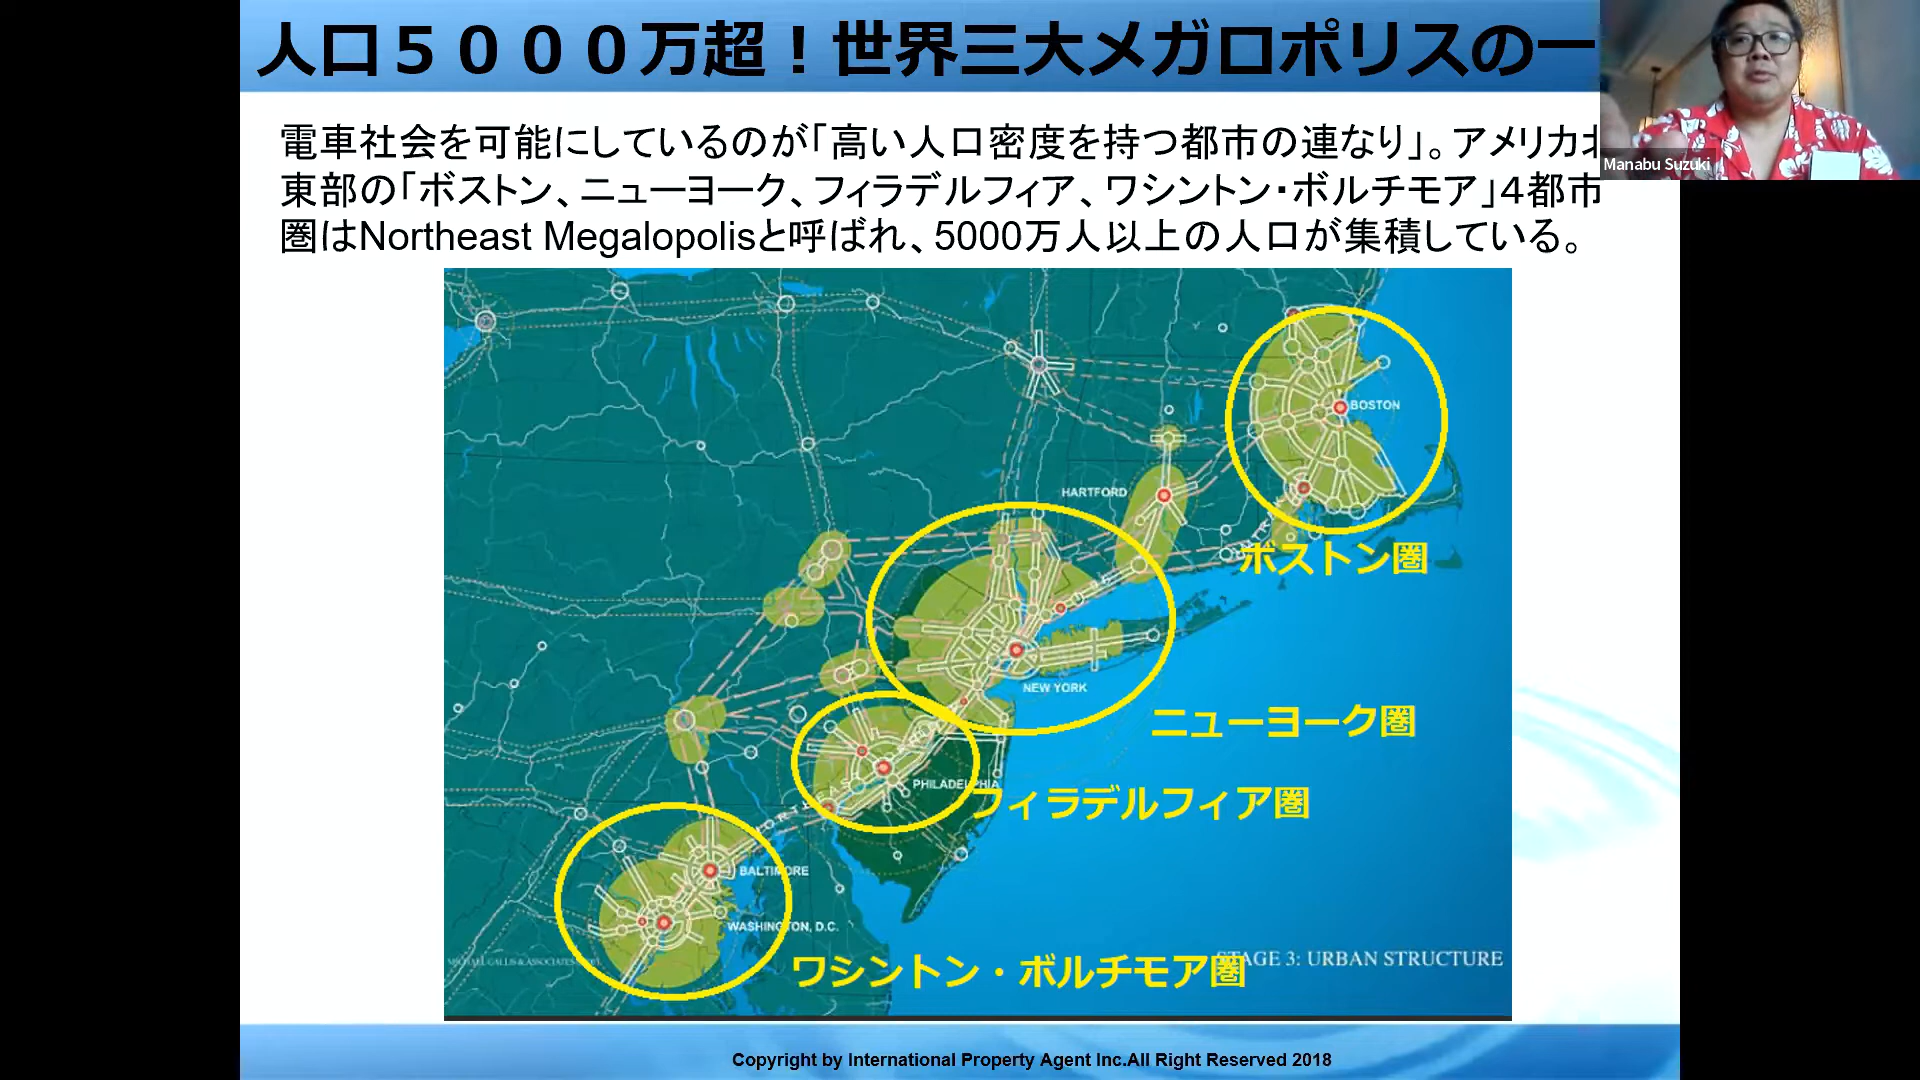 人口５０００万超！世界三大メガロポリスの一
Manabu Suzuki
電車社会を可能にしているのが「高い人口密度を持つ都市の連なり」。アメリカ北
東部の「ボストン、ニューヨーク、フィラデルフィア、ワシントン・ボルチモア」４都市
圏はNortheast Megalopolisと呼ばれ、5000万人以上の人口が集積している。
BOSTON
HARTFORD
ボストン圏
NEW YORK
ニューヨーク圏
PHILADELPHIA
フィラデルフィア圏
BALTIMORE
WASHINGTON, D.C.
ワシントン・ボルチモア圏
STAGE 3: URBAN STRUCTURE
Copyright by International Property Agent Inc.All Right Reserved 2018